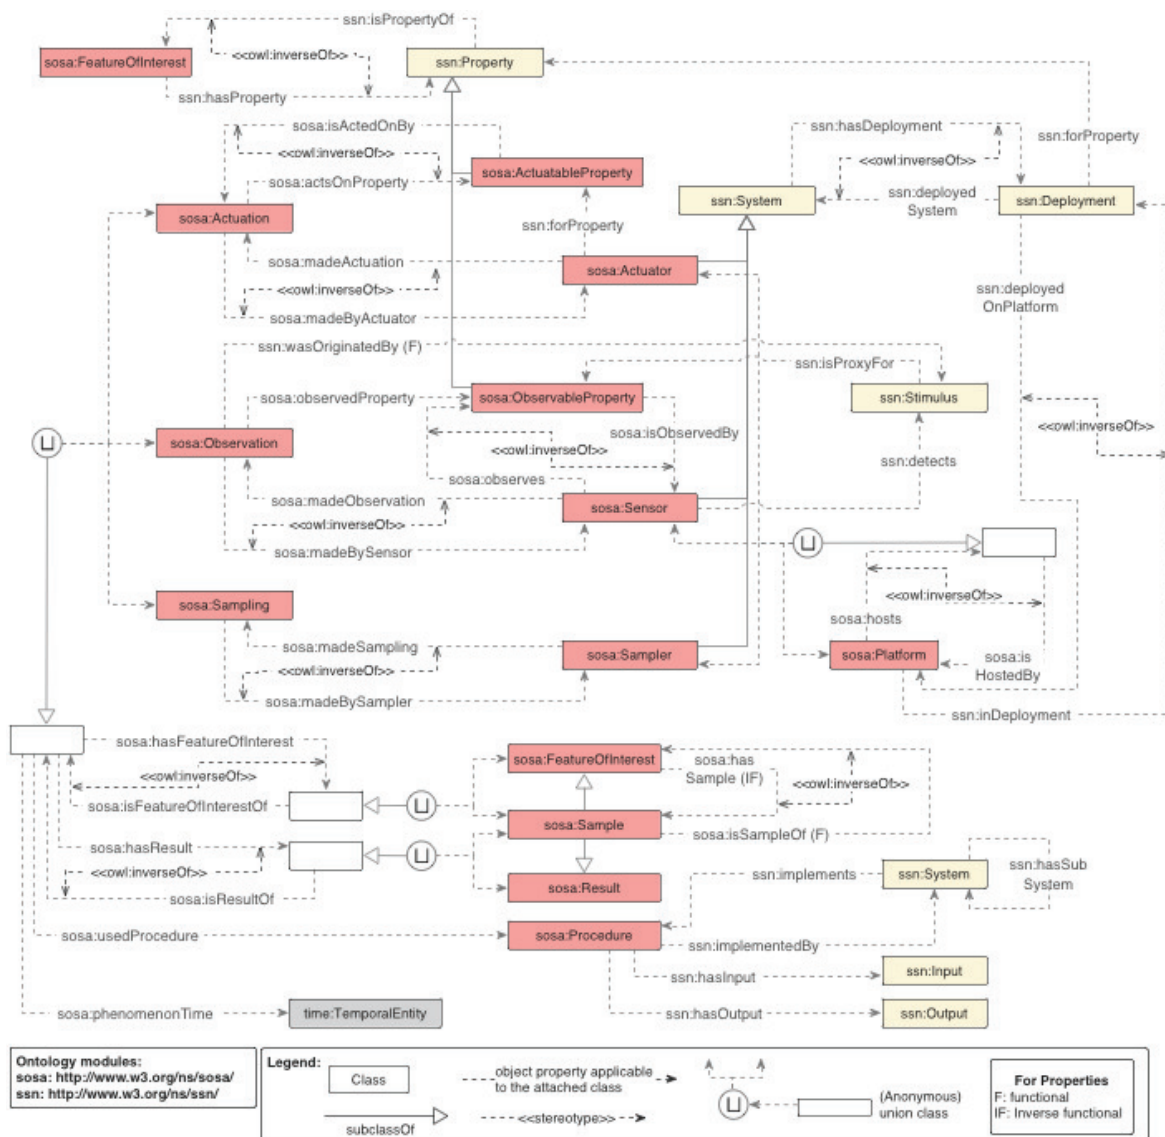 ssn:isPropertyOf
<<owl:inverseOf>>
sosa:FeatureOfInterest
ssn:Property
ssn:hasProperty
sosa:isActedOnBy
ssn:hasDeployment
ssn:forProperty
<<owl:inverseOf>>
<<owl:inverseOf>>
sosa:ActuatableProperty
sosa:actsOnProperty
ssn:System
ssn:deployed
System
ssn:Deployment
sosa:Actuation
ssn:forProperty
sosa:madeActuation
sosa:Actuator
<<owl:inverseOf>>
ssn:deployed
OnPlatform
sosa:madeByActuator
ssn:wasOriginatedBy (F)
ssn:isProxyFor
sosa:observedProperty
sosa:ObservableProperty
ssn:Stimulus
sosa:isObservedBy
<<owl:inverseOf>>
sosa:Observation
<<owl:inverseOf>>
ssn:detects
sosa:observes
sosa:madeObservation
sosa:Sensor
<<owl:inverseOf>>
sosa:madeBySensor
<<owl:inverseOf>>
sosa:Sampling
sosa:hosts
sosa:madeSampling
sosa:Sampler
sosa:Platform
sosa:is
HostedBy
<<owl:inverseOf>>
sosa:madeBySampler
ssn:inDeployment
sosa:hasFeatureOfInterest
sosa:FeatureOfInterest
sosa:has
Sample (IF)
<<owl:inverseOf>>
<<owl:inverseOf>>
sosa:isFeatureOfInterestOf
sosa:Sample
sosa:isSampleOf (F)
sosa:hasResult
<<owl:inverseOf>>
sosa:isResultOf
sosa:Result
ssn:implements
ssn:System
ssn:hasSub
System
sosa:usedProcedure
sosa:Procedure
ssn:implementedBy
ssn:hasInput
ssn:Input
sosa:phenomenonTime
time:TemporalEntity
ssn:hasOutput
ssn:Output
Ontology modules:
sosa: http://www.w3.org/ns/sosa/
ssn: http://www.w3.org/ns/ssn/
Legend:
Class
object property applicable
to the attached class
subclassOf
<<stereotype>>
(Anonymous)
union class
For Properties
F: functional
IF: Inverse functional